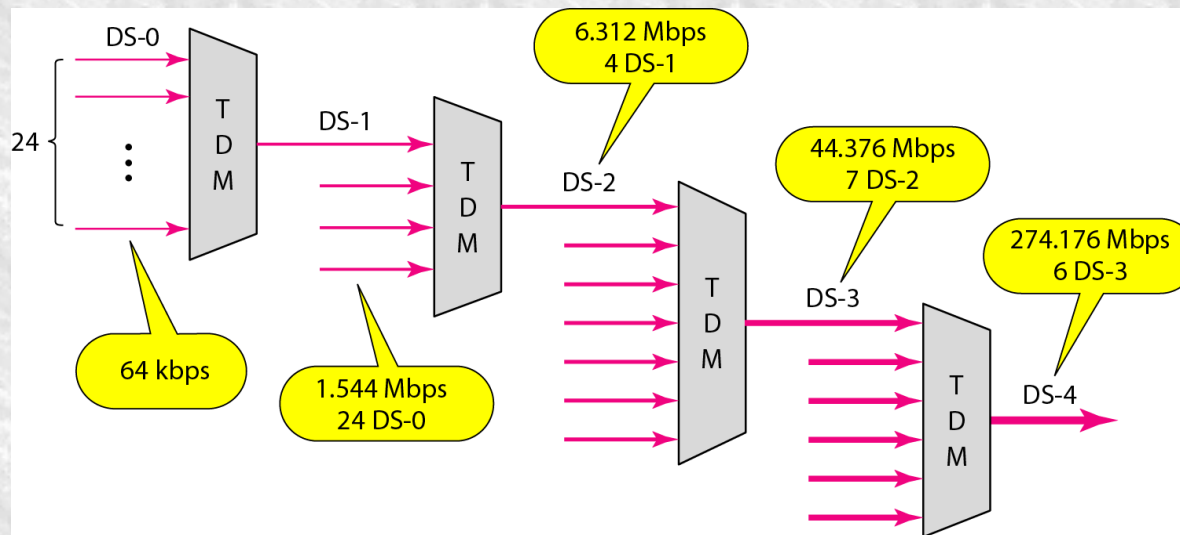 DS-0
24
T
D
M
64 kbps
DS-1
T
D
M
1.544 Mbps
24 DS-0
6.312 Mbps
4 DS-1
DS-2
T
D
M
44.376 Mbps
7 DS-2
DS-3
T
D
M
274.176 Mbps
6 DS-3
DS-4